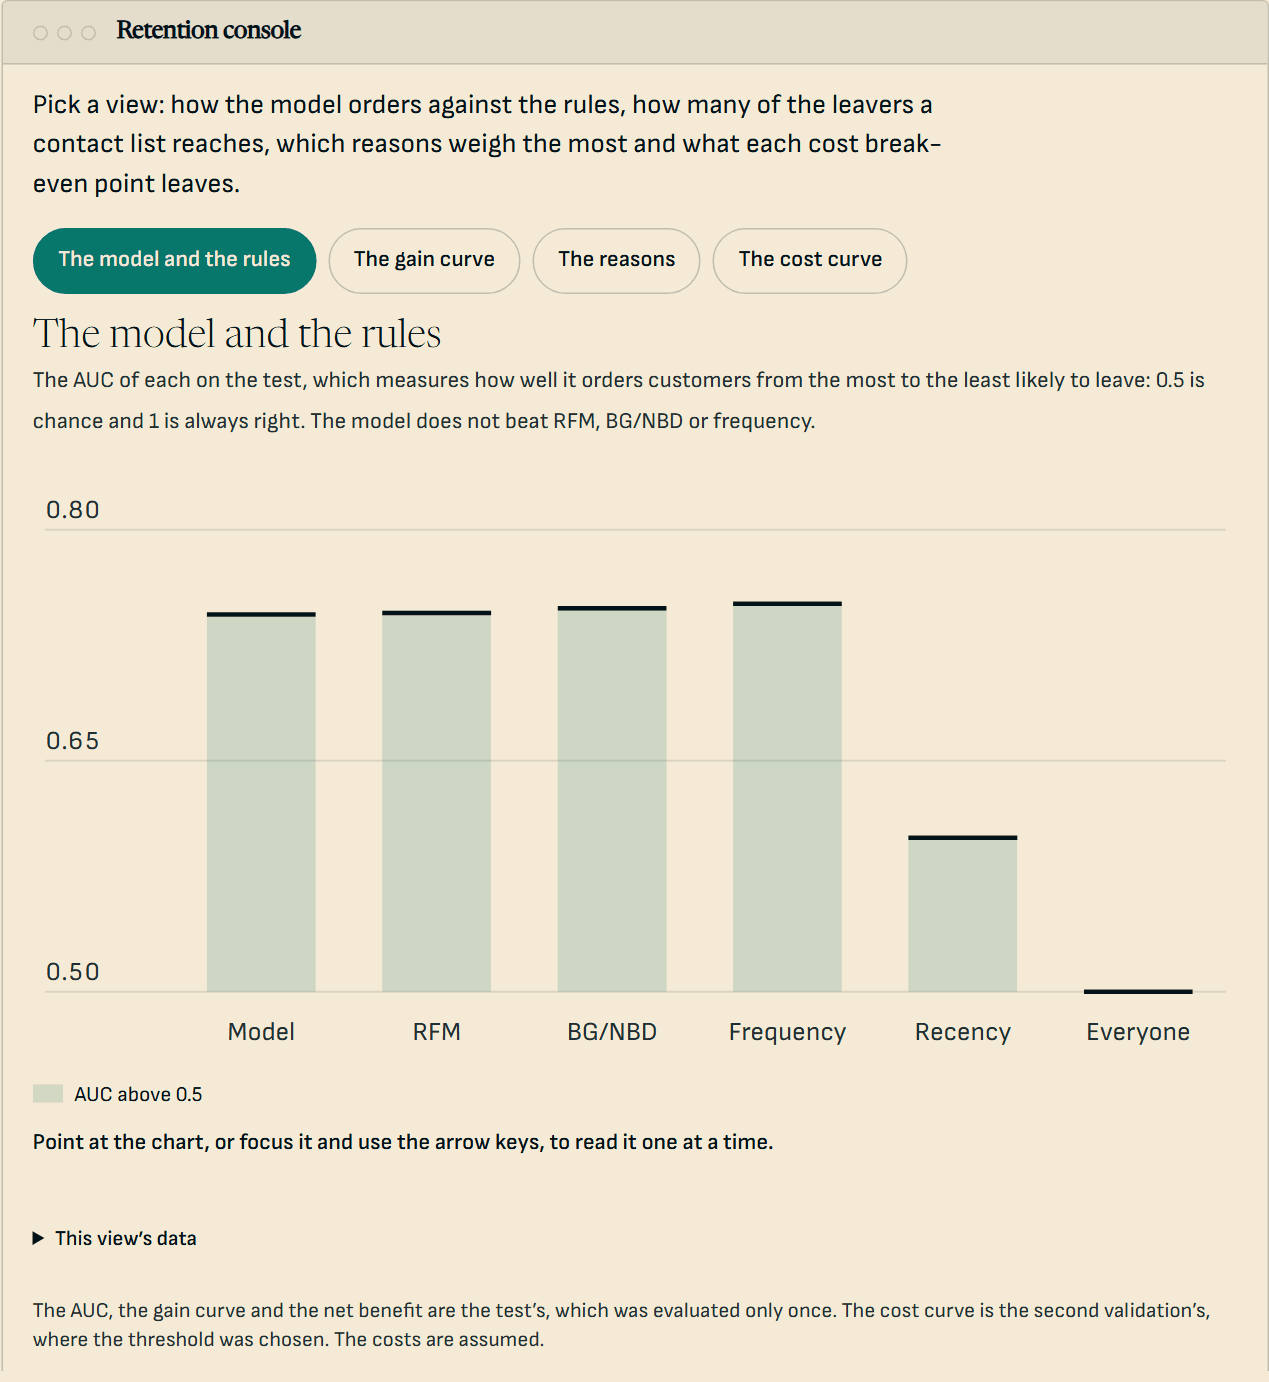 Retention console
Pick a view: how the model orders against the rules, how many of the leavers a
contact list reaches, which reasons weigh the most and what each cost break-
even point leaves.
The model and the rules
The gain curve
The reasons
The cost curve
The model and the rules
The AUC of each on the test, which measures how well it orders customers from the most to the least likely to leave: 0.5 is
chance and 1 is always right. The model does not beat RFM, BG/NBD or frequency.
0.80
0.65
0.50
Model
RFM
BG/NBD
Frequency
Recency
Everyone
AUC above 0.5
Point at the chart, or focus it and use the arrow keys, to read it one at a time.
This view’s data
The AUC, the gain curve and the net benefit are the test’s, which was evaluated only once. The cost curve is the second validation’s,
where the threshold was chosen. The costs are assumed.